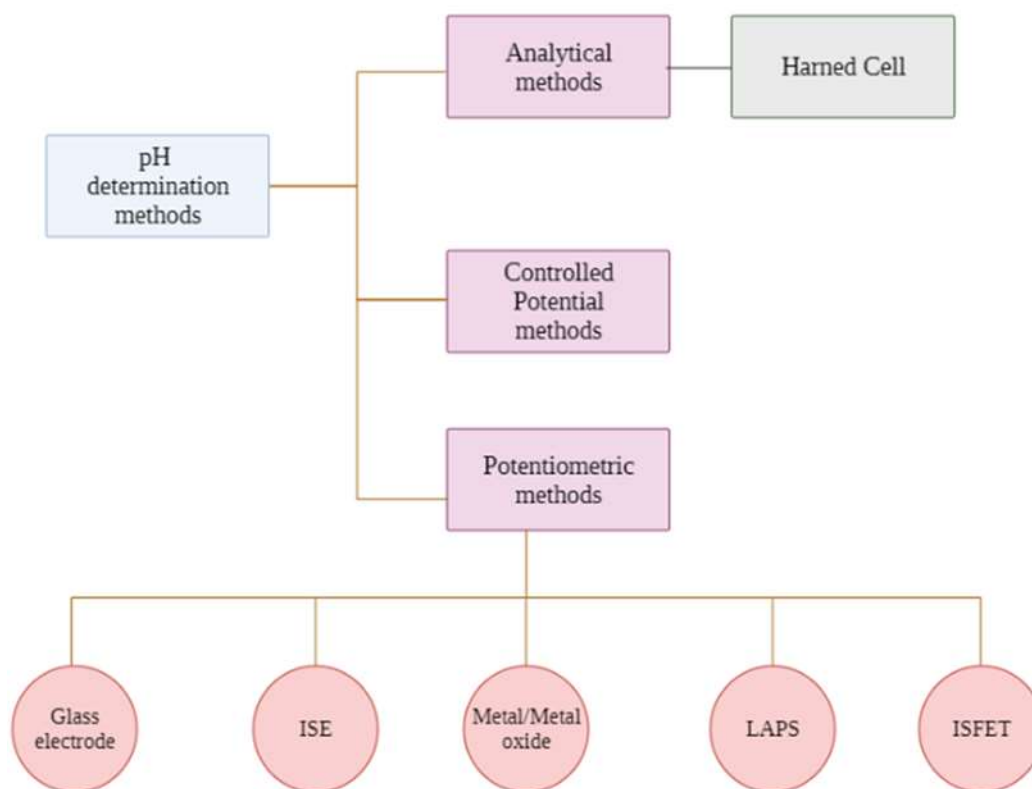 Analytical
methods
Harned Cell
pH
determination
methods
Controlled
Potential
methods
Potentiometric
methods
Glass
electrode
ISE
Metal/Metal
oxide
LAPS
ISFET